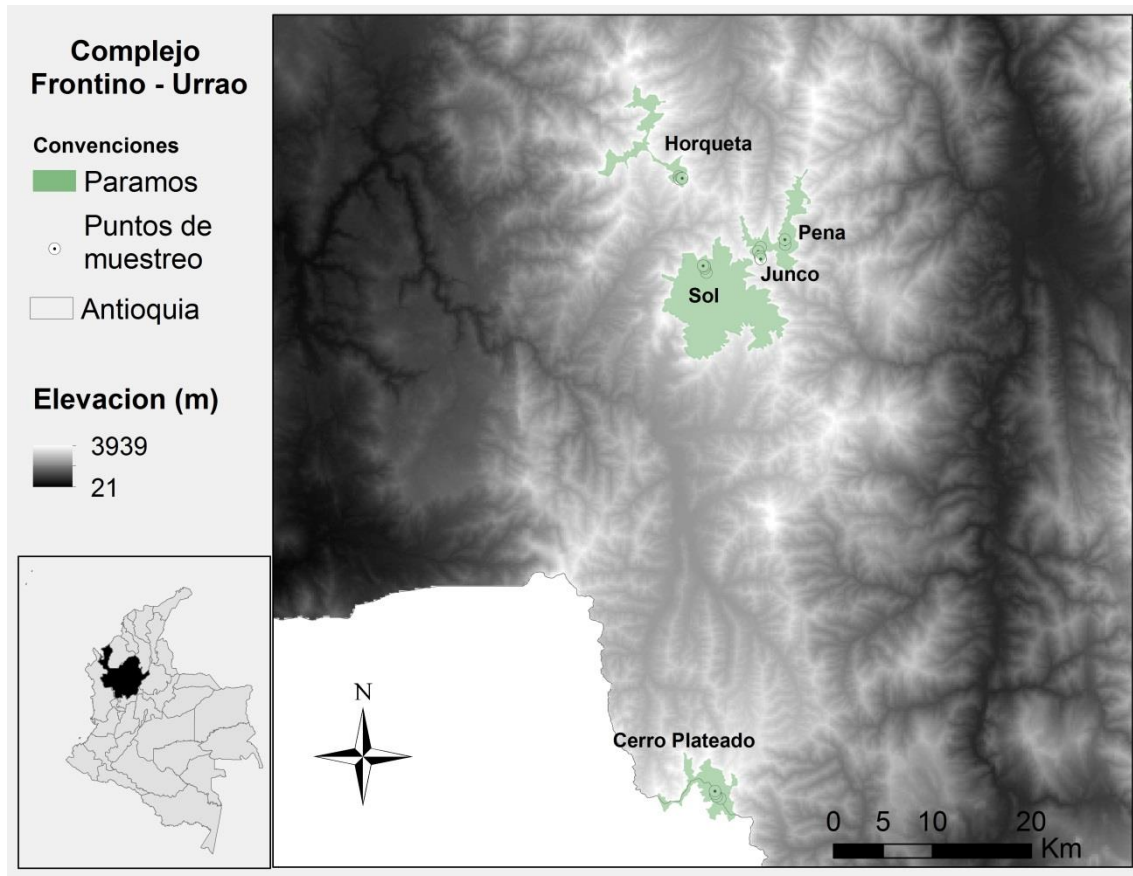 Complejo
Frontino - Urrao
Convenciones
Paramos
Puntos de
muestreo
Antioquia
Elevacion (m)
3939
21
Horqueta
Pena
Junco
Sol
N
Cerro Plateado
0 5 10 20
Km